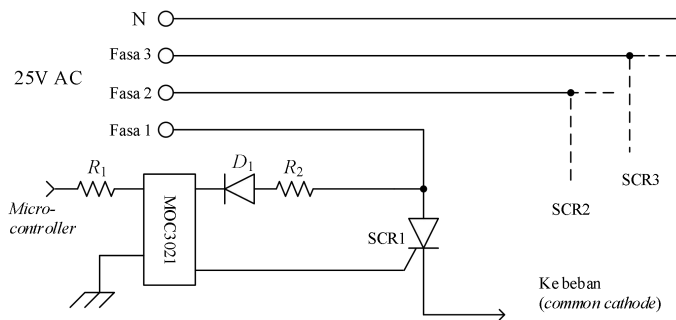 N
Fasa 3
25V AC
Fasa 2
Fasa 1
R1
D1
R2
MOC3021
Micro-
controller
SCR1
SCR2
SCR3
Ke beban
(common cathode)